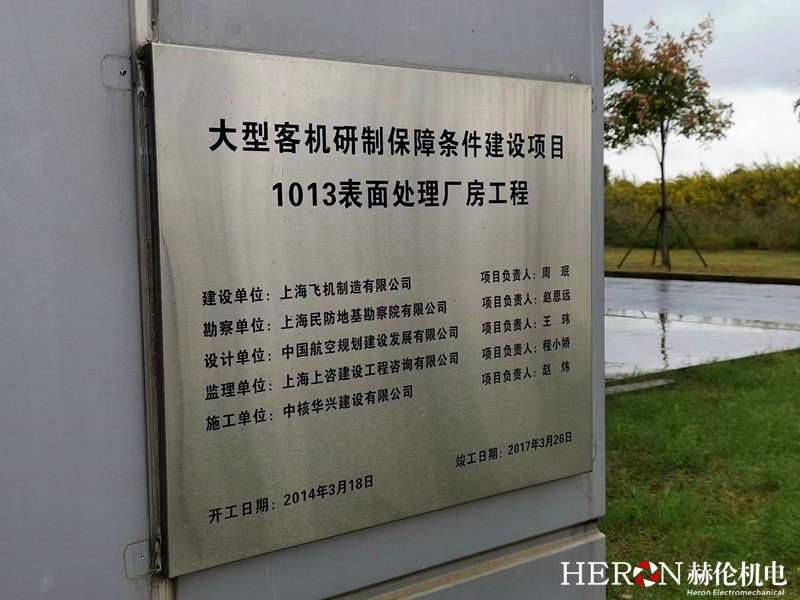 大型客机研制保障条件建设项目
1013表面处理厂房工程
建设单位：上海飞机制造有限公司 项目负责人：周 珉
勘察单位：上海民防地基勘察院有限公司 项目负责人：赵思远
设计单位：中国航空规划建设发展有限公司 项目负责人：王 玮
监理单位：上海上咨建设工程咨询有限公司 项目负责人：程小娇
施工单位：中核华兴建设有限公司 项目负责人：赵 炜
开工日期：2014年3月18日 竣工日期：2017年3月26日
HERON赫伦机电
Heron Electromechanical